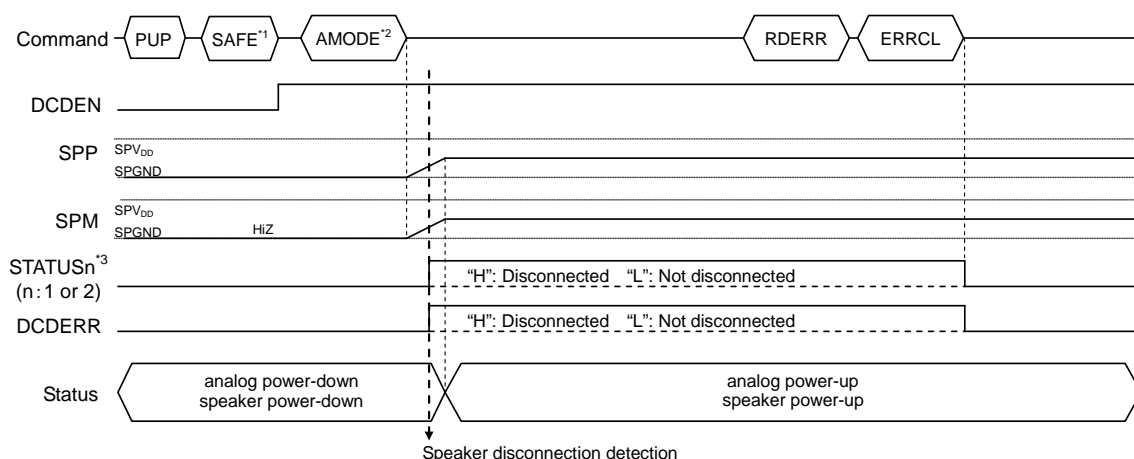 Command PUP SAFE*1 AMODE*2 RDERR ERRCL
DCDEN
SPP SPVDD
SPGND
SPM SPVDD
SPGND HiZ
STATUSn*3
(n:1 or 2) “H”: Disconnected “L”: Not disconnected
DCDERR “H”: Disconnected “L”: Not disconnected
Status analog power-down analog power-up
speaker power-down speaker power-up
Speaker disconnection detection